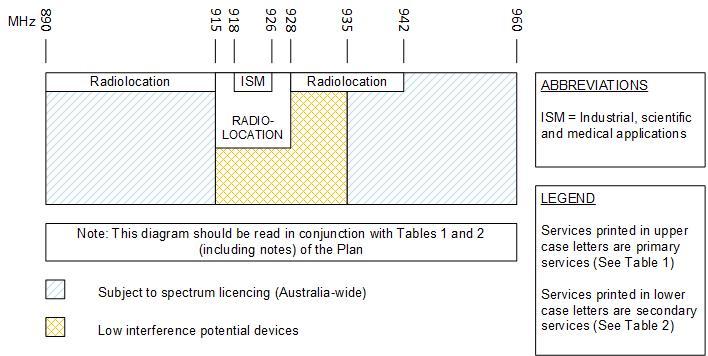 MHz
890
915
918
926
928
935
942
960
Radiolocation
ISM
Radiolocation
RADIO-
LOCATION
ABBREVIATIONS
ISM = Industrial, scientific
and medical applications
Note: This diagram should be read in conjunction with Tables 1 and 2
(including notes) of the Plan
Subject to spectrum licencing (Australia-wide)
Low interference potential devices
LEGEND
Services printed in upper
case letters are primary
services (See Table 1)
Services printed in lower
case letters are secondary
services (See Table 2)